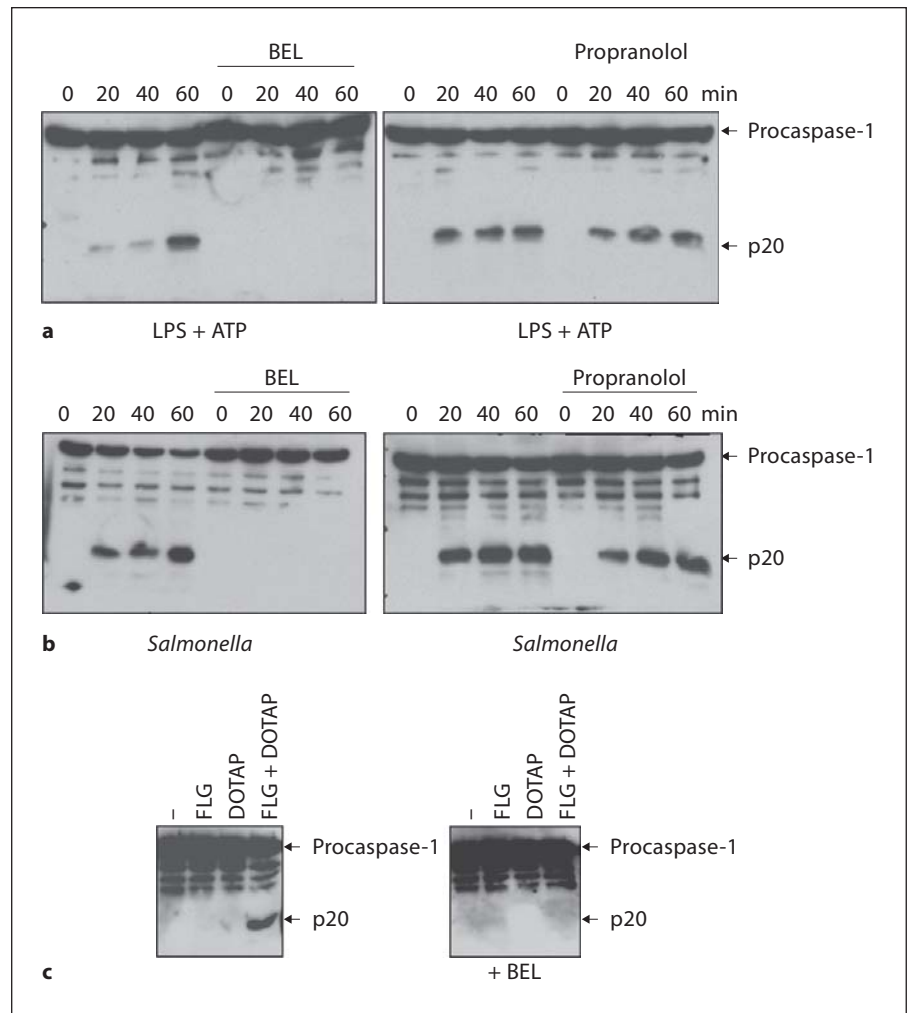 BEL Propranolol
0 20 40 60 0 20 40 60 0 20 40 60 0 20 40 60 min
Procaspase-1
p20
a LPS + ATP LPS + ATP
BEL Propranolol
0 20 40 60 0 20 40 60 0 20 40 60 0 20 40 60 min
Procaspase-1
p20
b Salmonella Salmonella
– FLG DOTAP FLG + DOTAP – FLG DOTAP FLG + DOTAP
Procaspase-1 Procaspase-1
p20 p20
c + BEL